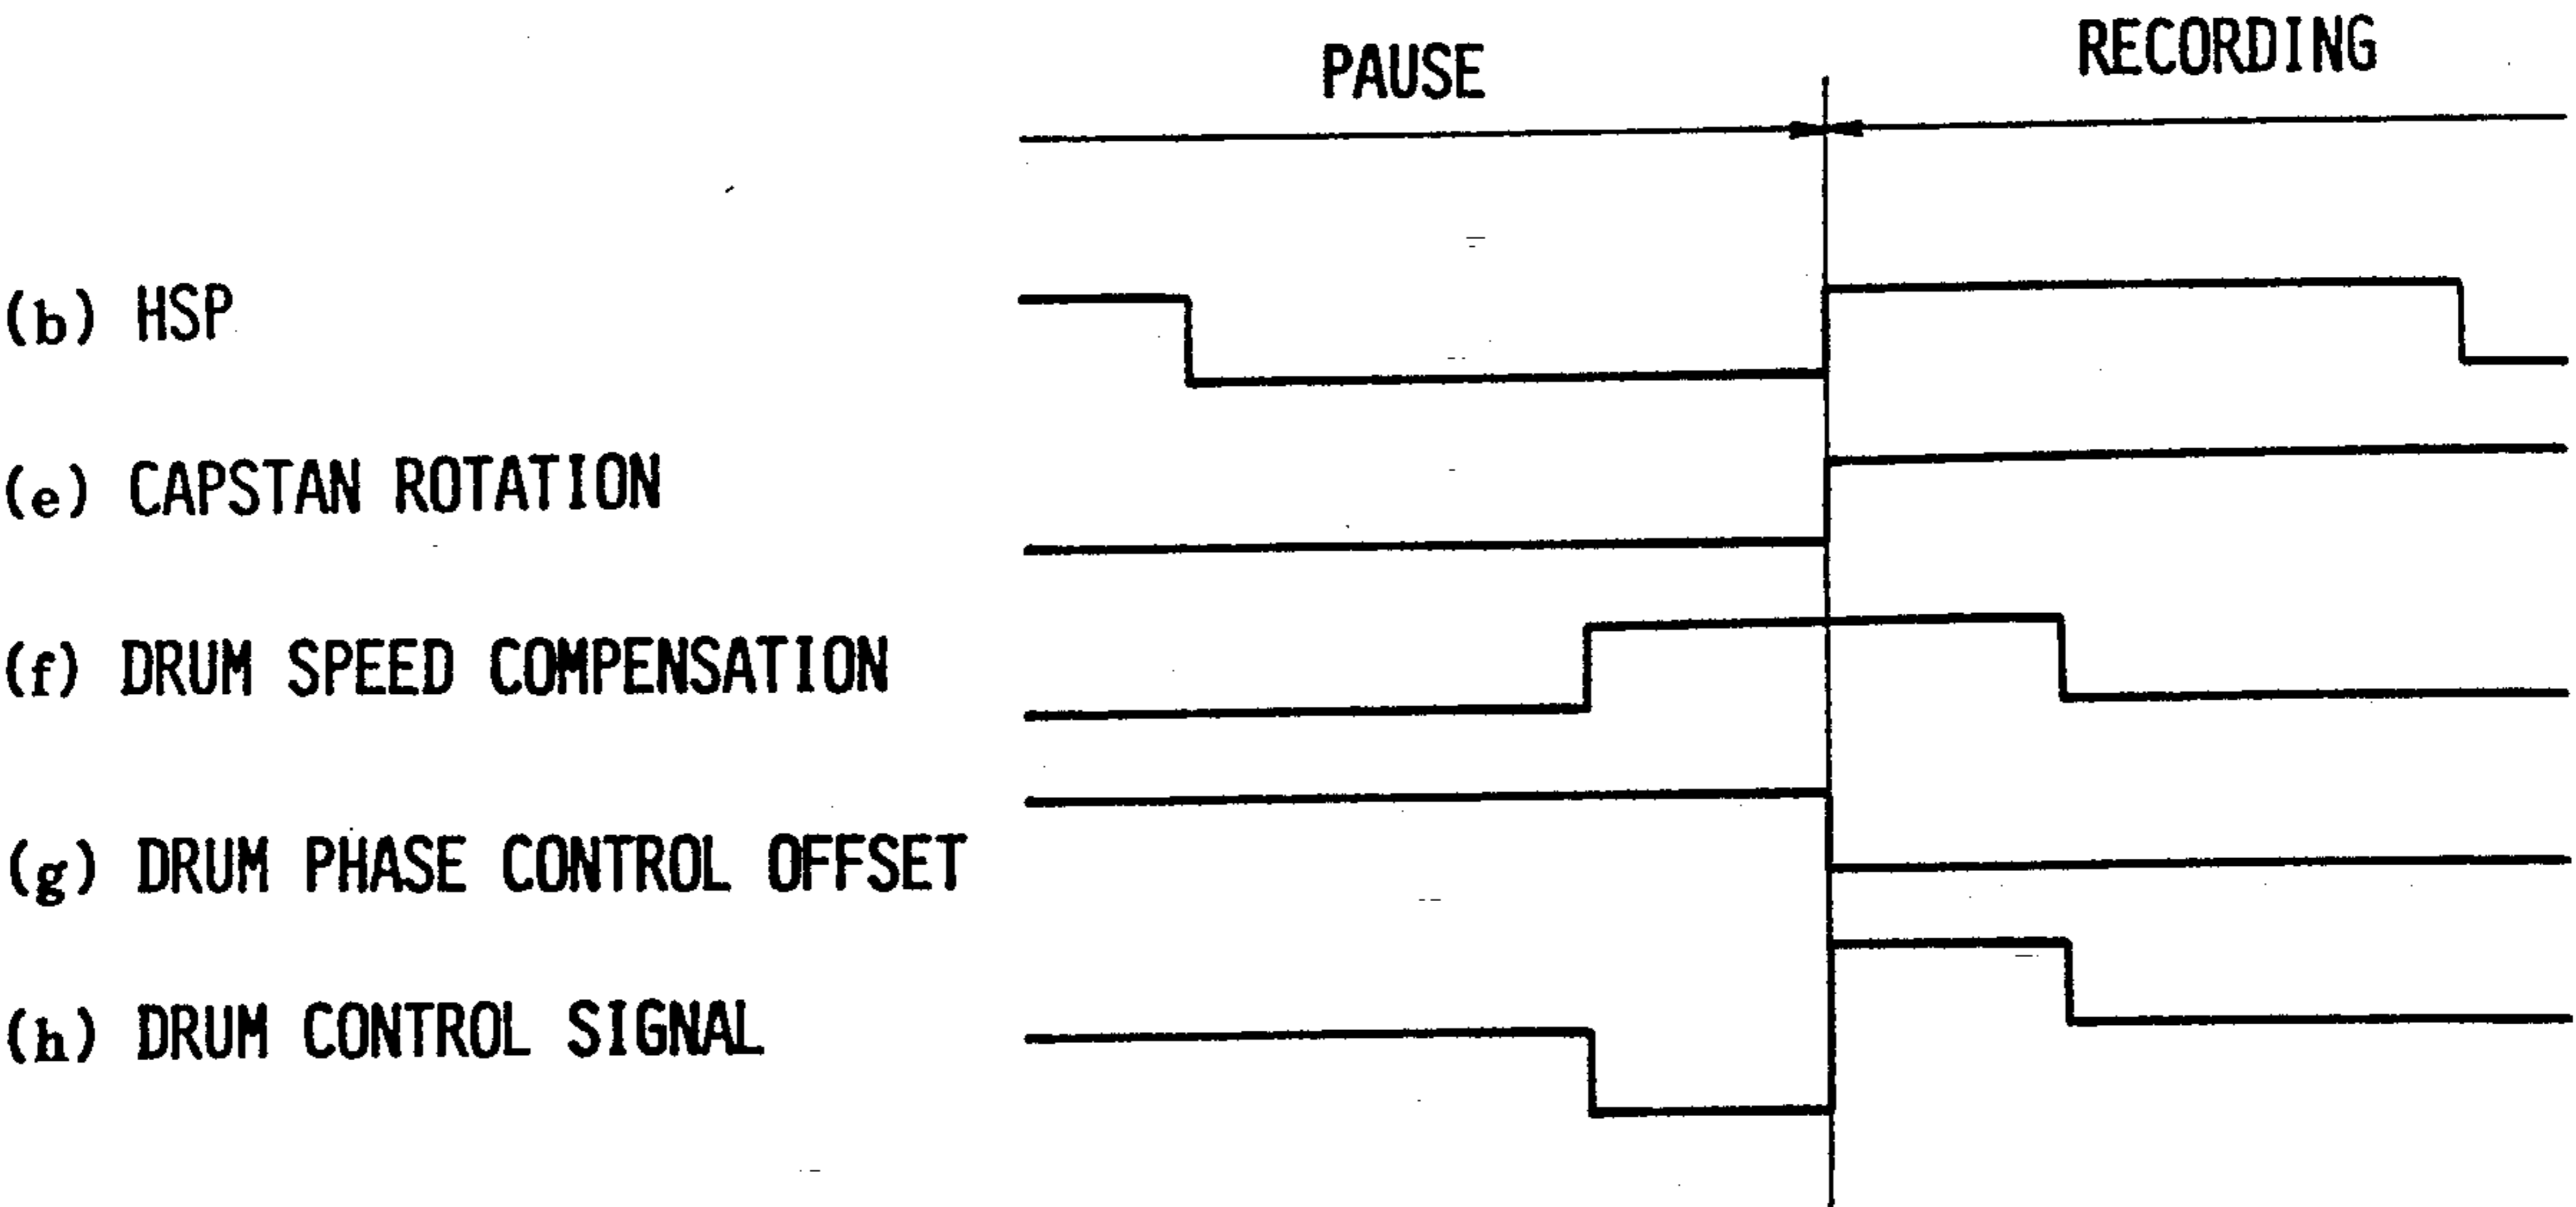 PAUSE
RECORDING
(b) HSP
(e) CAPSTAN ROTATION
(f) DRUM SPEED COMPENSATION
(g) DRUM PHASE CONTROL OFFSET
(h) DRUM CONTROL SIGNAL